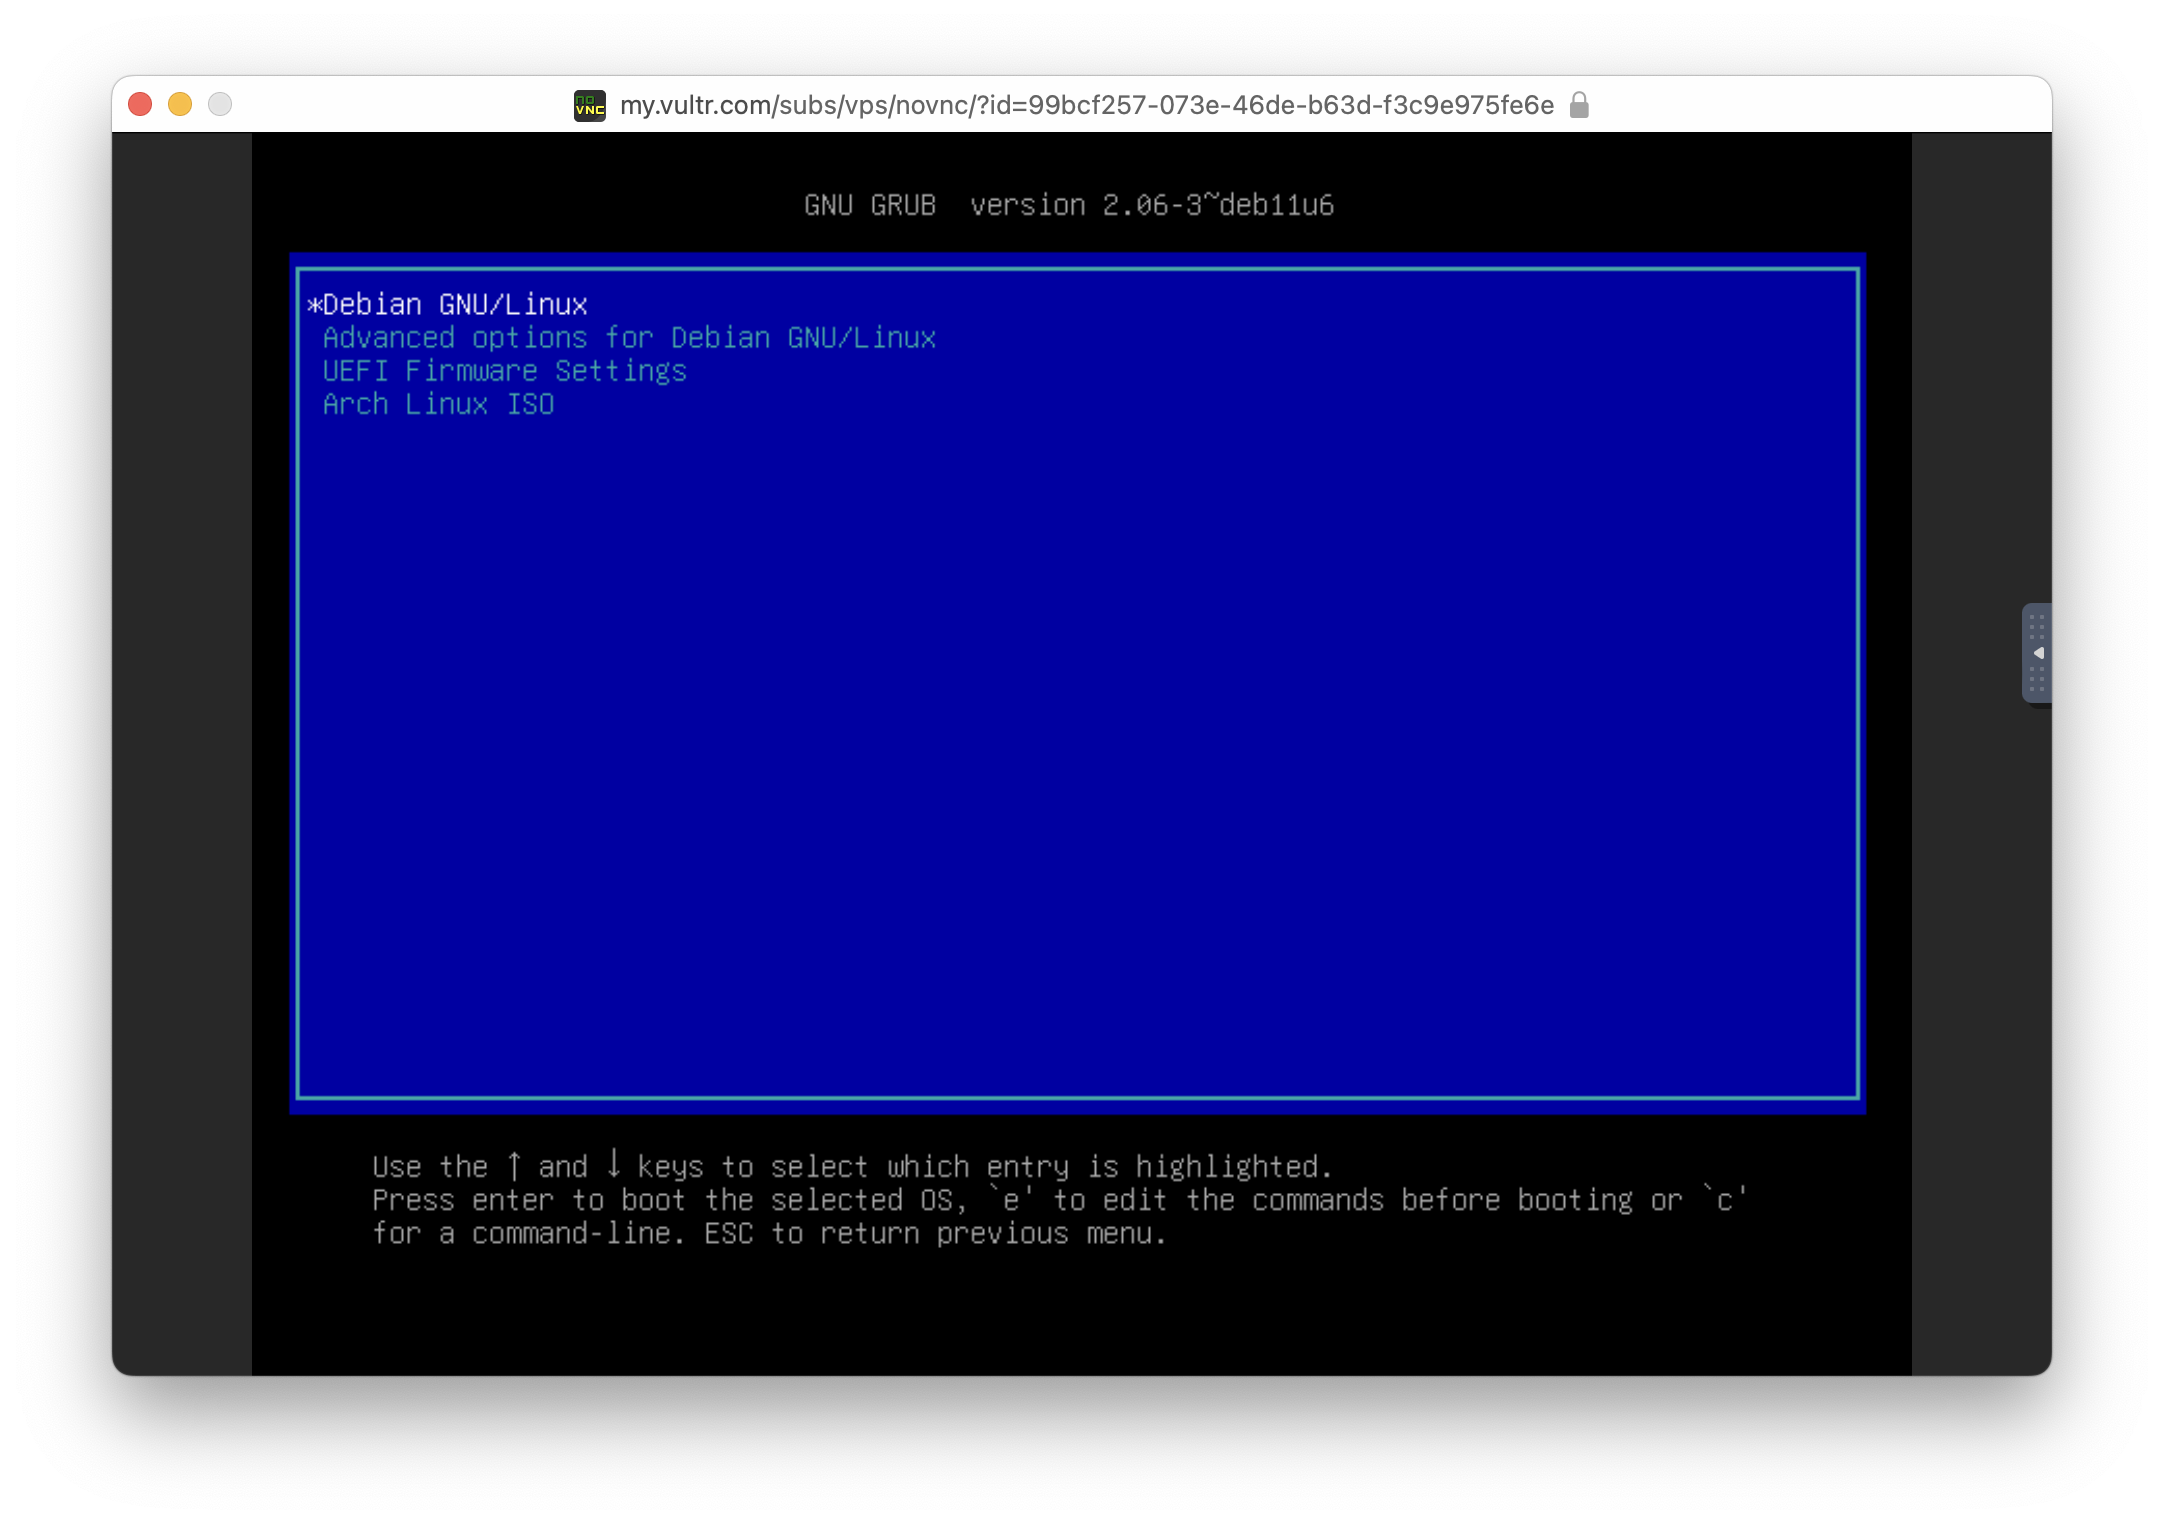 no
VNC
my.vultr.com/subs/vps/novnc/?id=99bcf257-073e-46de-b63d-f3c9e975fe6e
GNU GRUB  version 2.06-3~deb11u6
*Debian GNU/Linux
Advanced options for Debian GNU/Linux
UEFI Firmware Settings
Arch Linux ISO
Use the ↑ and ↓ keys to select which entry is highlighted.
Press enter to boot the selected OS, `e' to edit the commands before booting or `c'
for a command-line. ESC to return previous menu.